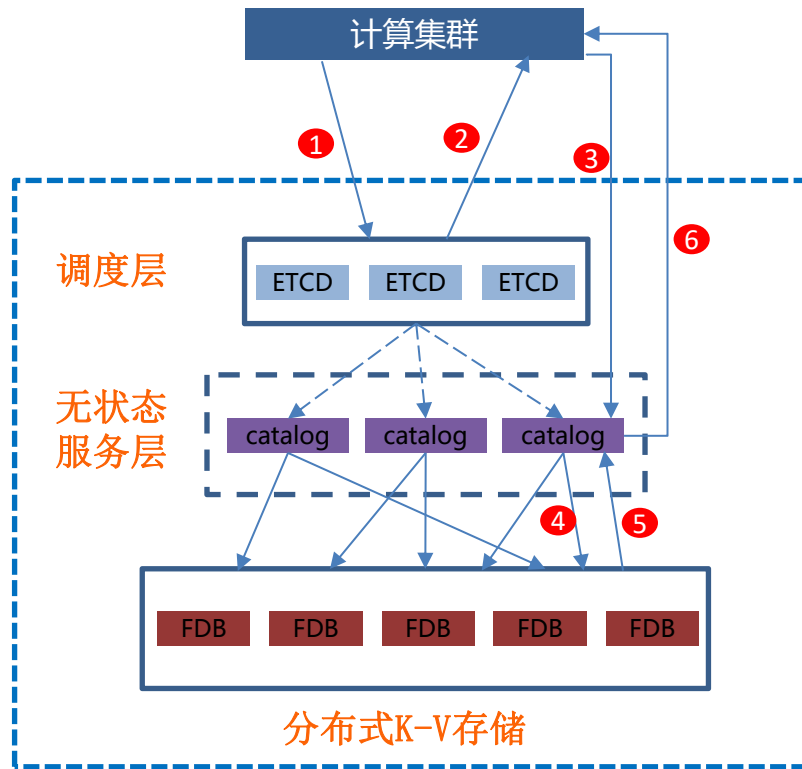 计算集群
1
2
3
6
调度层
ETCD
ETCD
ETCD
无状态
服务层
catalog
catalog
catalog
4
5
FDB
FDB
FDB
FDB
FDB
分布式K-V存储